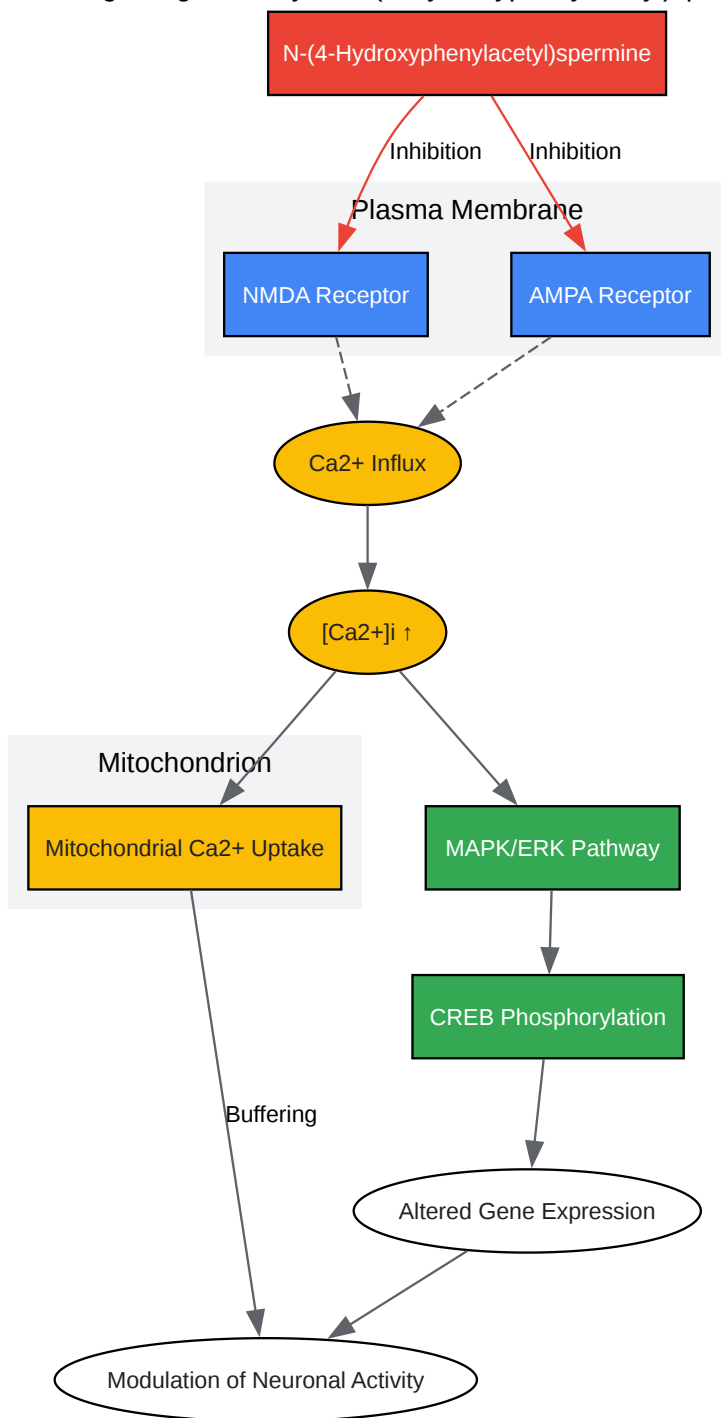 N-(4-Hydroxyphenylacetyl)spermine
Inhibition
Inhibition
Plasma Membrane
NMDA Receptor
AMPA Receptor
Ca2+ Influx
[Ca2+]i ↑
Mitochondrion
Mitochondrial Ca2+ Uptake
MAPK/ERK Pathway
CREB Phosphorylation
Buffering
Altered Gene Expression
Modulation of Neuronal Activity